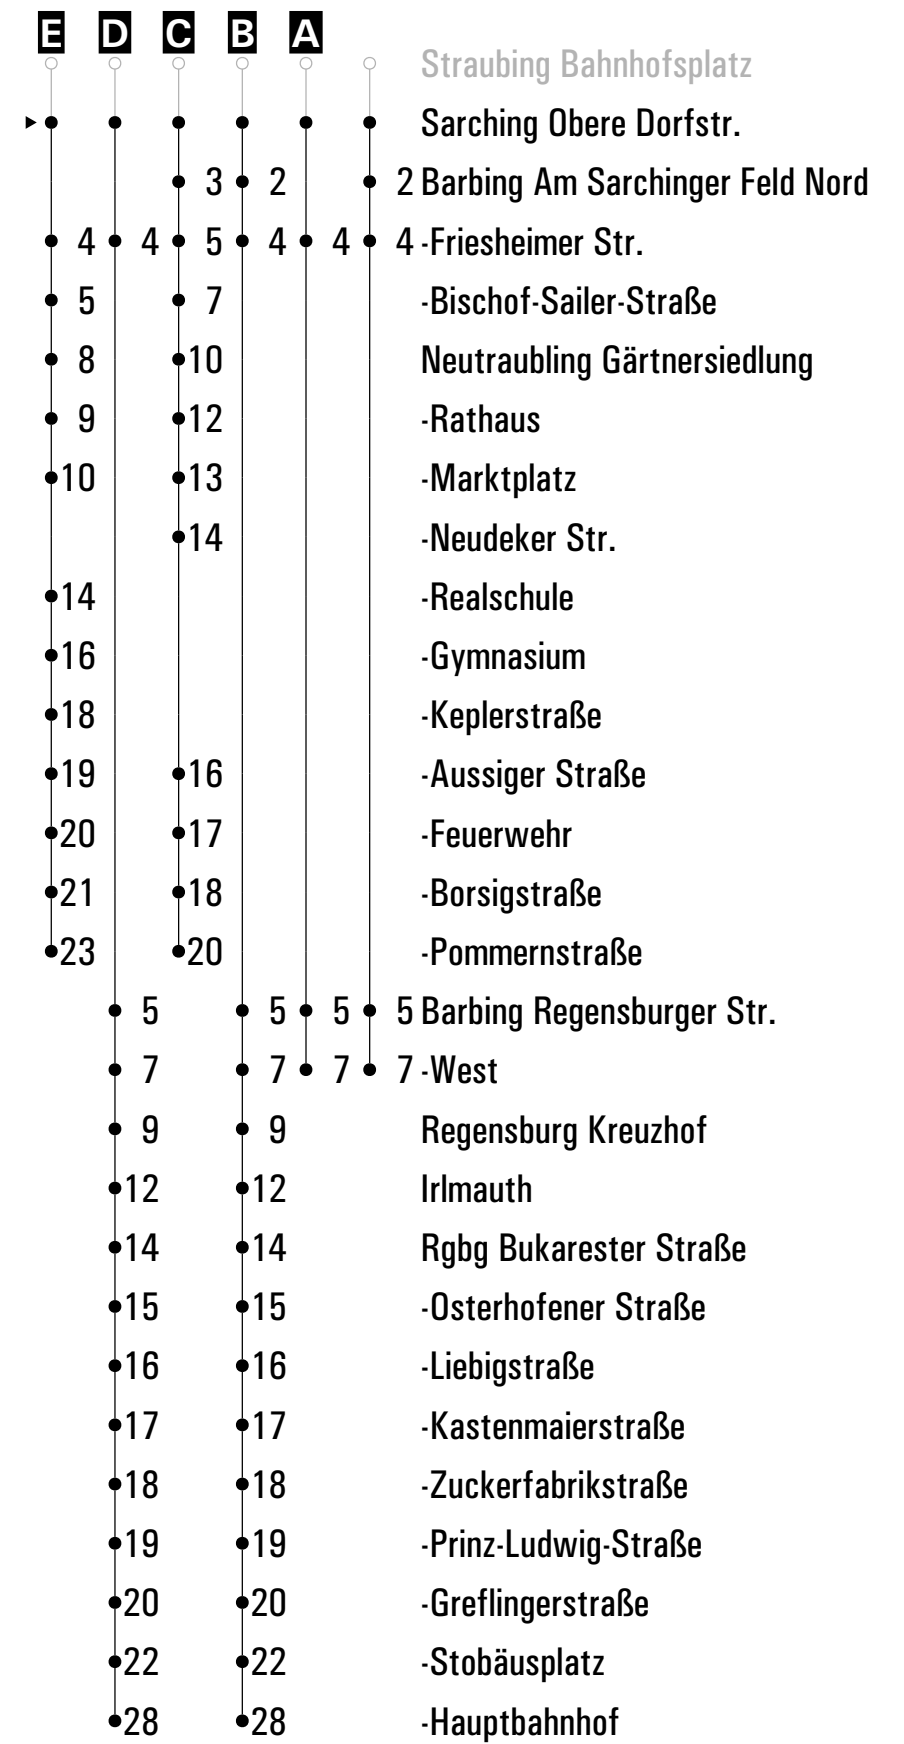 E D C B A
Straubing Bahnhofsplatz
Sarching Obere Dorfstr.
3 2 2 Barbing Am Sarchinger Feld Nord
4 4 5 4 4 4 -Friesheimer Str.
5 7 -Bischof-Sailer-Straße
8 10 Neutraubling Gärtnersiedlung
9 12 -Rathaus
10 13 -Marktplatz
14 -Neudeker Str.
14 -Realschule
16 -Gymnasium
18 -Keplerstraße
19 16 -Aussiger Straße
20 17 -Feuerwehr
21 18 -Borsigstraße
23 20 -Pommernstraße
5 5 5 5 Barbing Regensburger Str.
7 7 7 7 -West
9 9 Regensburg Kreuzhof
12 12 Irlmauth
14 14 Rgbg Bukarester Straße
15 15 -Osterhofener Straße
16 16 -Liebigstraße
17 17 -Kastenmaierstraße
18 18 -Zuckerfabrikstraße
19 19 -Prinz-Ludwig-Straße
20 20 -Greflingerstraße
22 22 -Stobäusplatz
28 28 -Hauptbahnhof